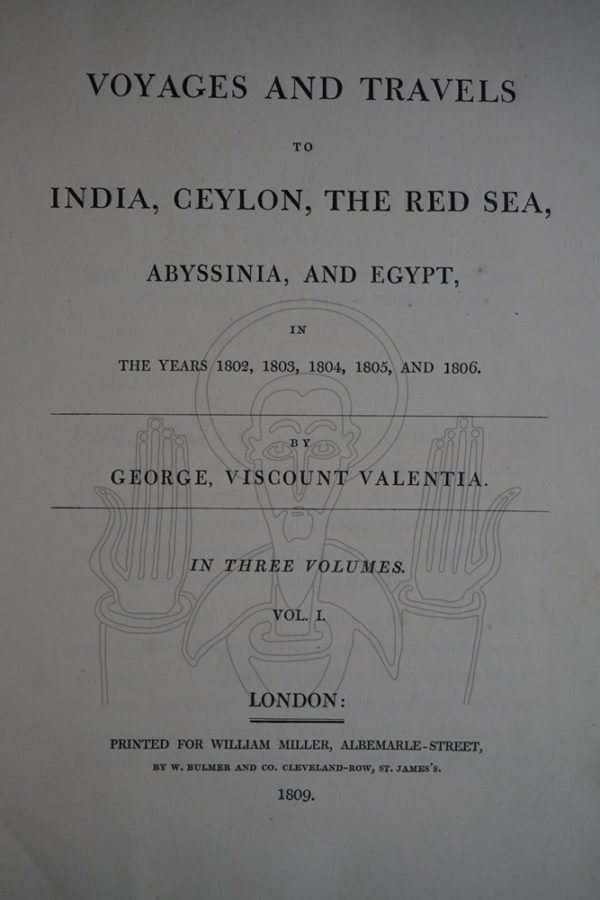 VOYAGES AND TRAVELS
TO
INDIA, CEYLON, THE RED SEA,
ABYSSINIA, AND EGYPT,
IN
THE YEARS 1802, 1803, 1804, 1805, AND 1806.
BY
GEORGE, VISCOUNT VALENTIA.
IN THREE VOLUMES.
VOL. I.
LONDON:
PRINTED FOR WILLIAM MILLER, ALBEMARLE-STREET,
BY W. BULMER AND CO. CLEVELAND-ROW, ST. JAMES'S.
1809.